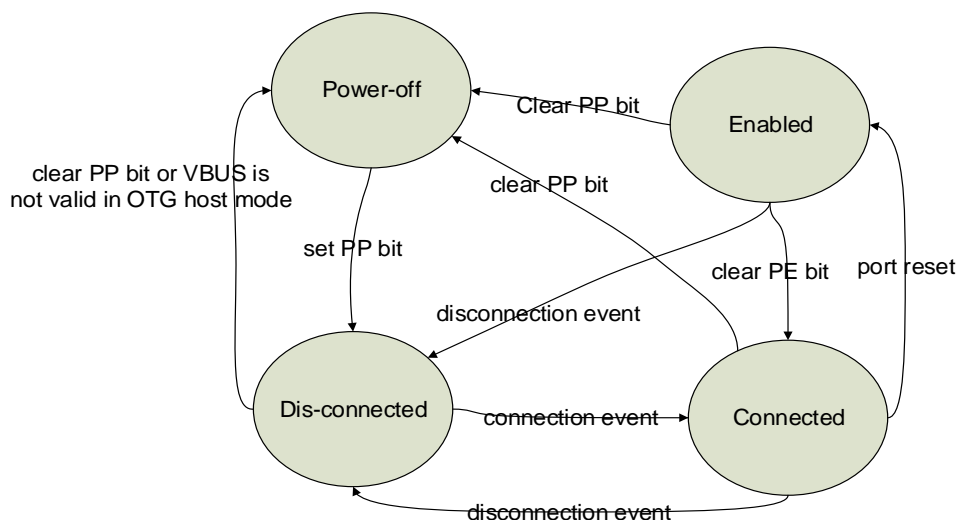 Power-off
Clear PP bit
Enabled
clear PP bit or VBUS is
not valid in OTG host mode
clear PP bit
set PP bit
clear PE bit
port reset
disconnection event
Dis-connected
connection event
Connected
disconnection event